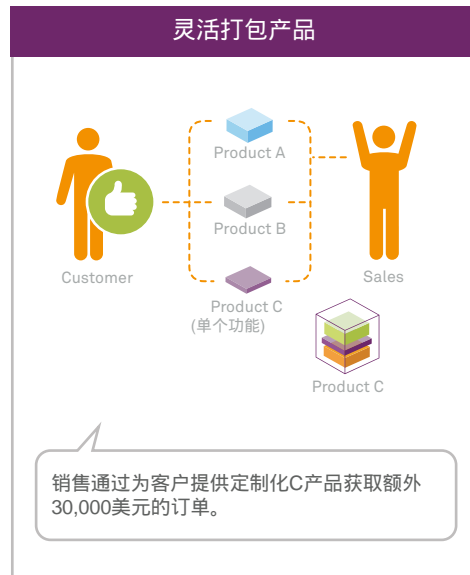 灵活打包产品
Product A
Product B
Customer
Sales
Product C
(单个功能)
Product C
销售通过为客户提供定制化C产品获取额外
30,000美元的订单。